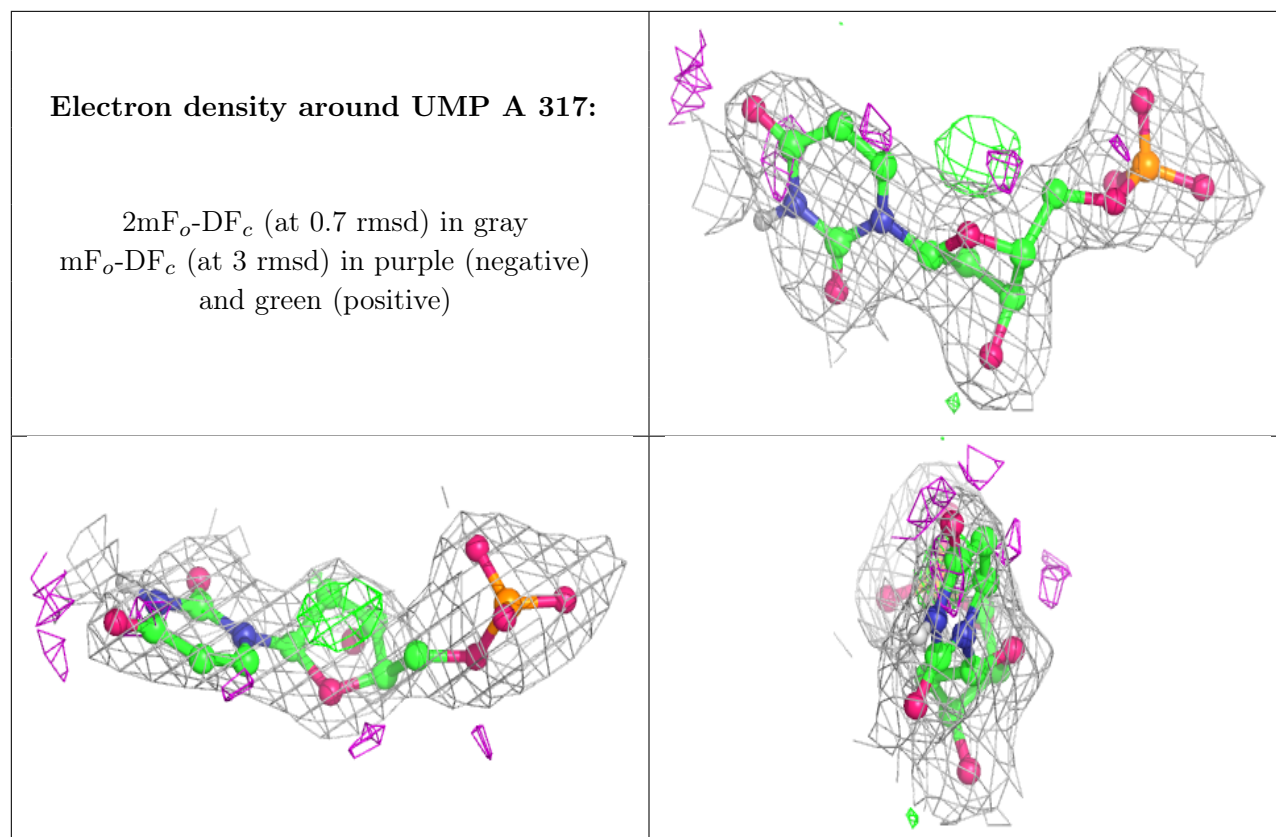 Electron density around UMP A 317:
2mFo-DFc (at 0.7 rmsd) in gray
mFo-DFc (at 3 rmsd) in purple (negative)
and green (positive)